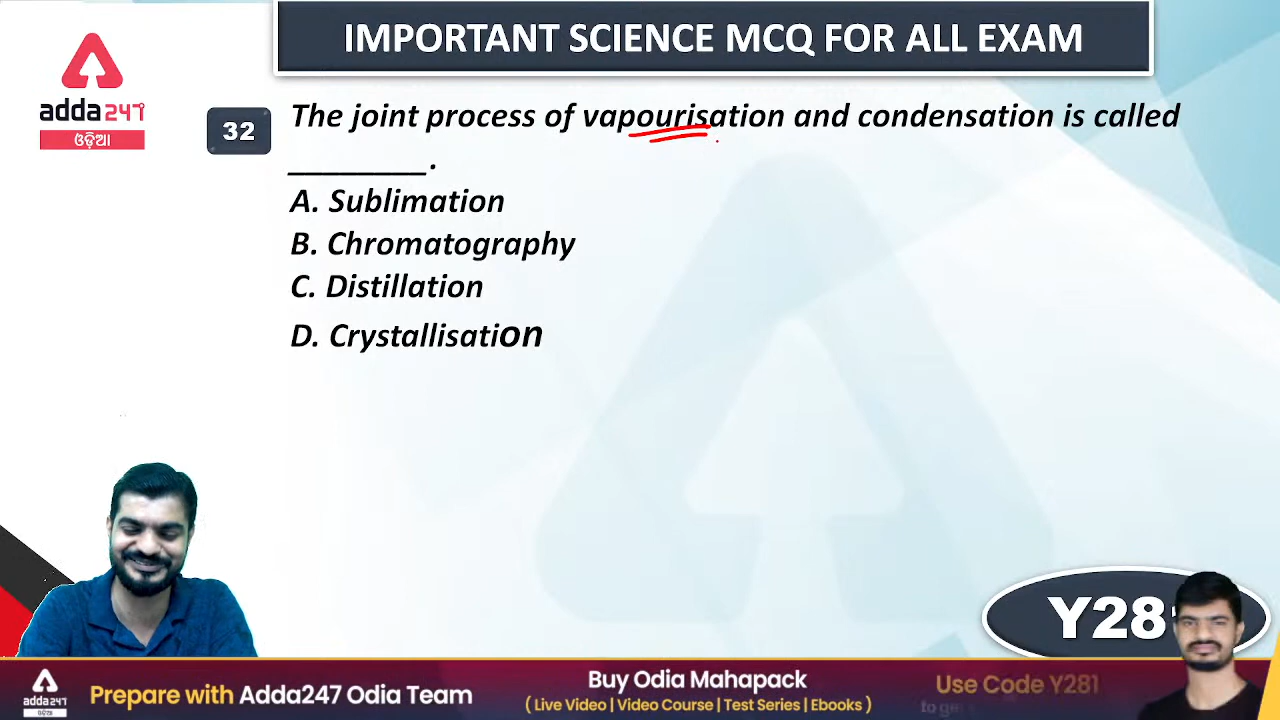 IMPORTANT SCIENCE MCQ FOR ALL EXAM
adda247
ଓଡ଼ିଆ
32
The joint process of vapourisation and condensation is called
________.
A. Sublimation
B. Chromatography
C. Distillation
D. Crystallisation
Y281
adda247
ଓଡ଼ିଆ
Prepare with Adda247 Odia Team
Buy Odia Mahapack
( Live Video | Video Course | Test Series | Ebooks )
Use Code Y281